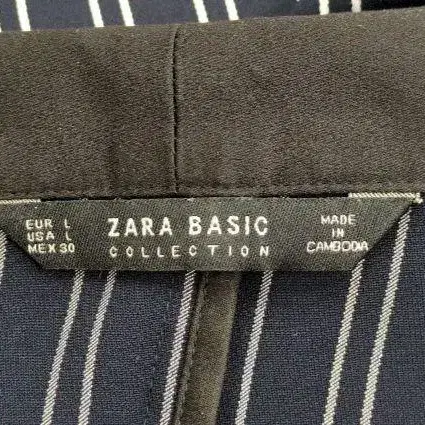 EUR L
USA L
MEX 30
ZARA BASIC
COLLECTION
MADE
IN
CAMBODIA